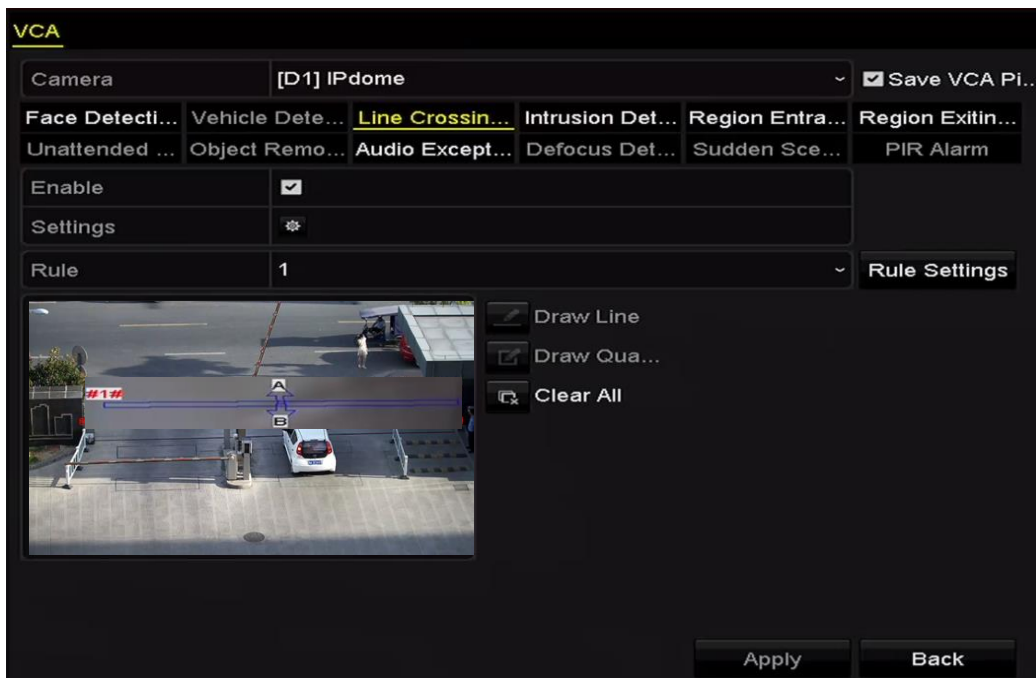 VCA
Camera [D1] IPdome Save VCA Pi...
Face Detecti... Vehicle Dete... Line Crossin... Intrusion Det... Region Entra... Region Exitin...
Unattended ... Object Remo... Audio Except... Defocus Det... Sudden Sce... PIR Alarm
Enable
Settings
Rule 1 Rule Settings
Draw Line
Draw Qua...
#1# A
Clear All
B
Apply Back